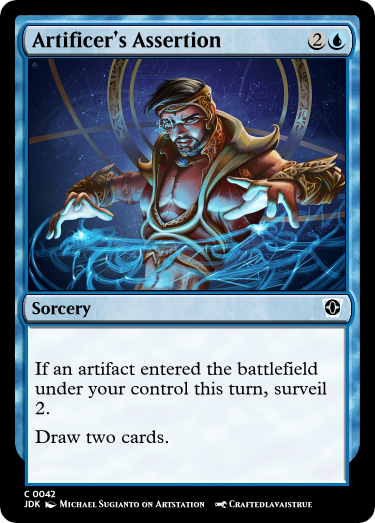 Artificer's Assertion 2
Sorcery
If an artifact entered the battlefield
under your control this turn, surveil
2.
Draw two cards.
C 0042
JDK Michael Sugianto on Artstation Craftedlavaistrue